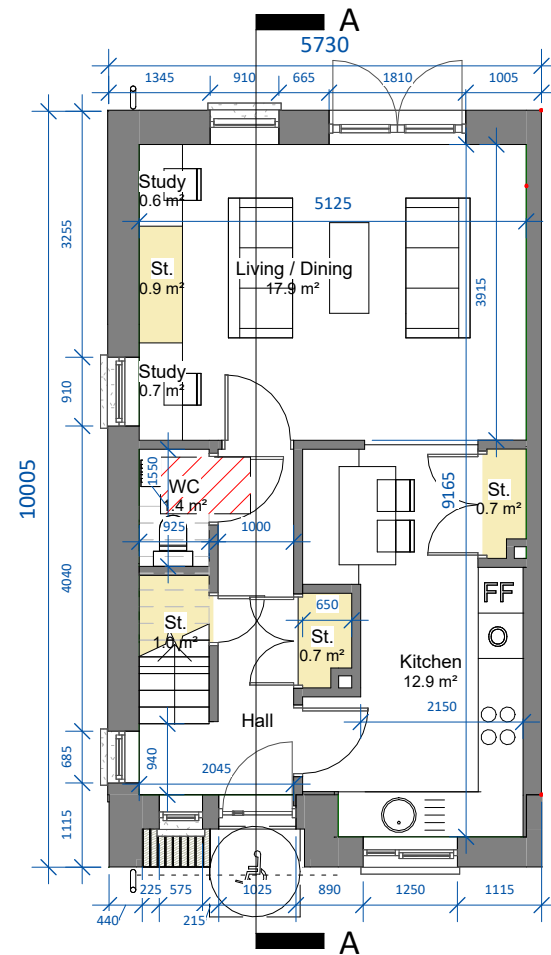 A
5730
1345 910 665 1810 1005
Study
0.6 m²
5125
St.
0.9 m²
Living / Dining
17.9 m²
3915
3255
Study
0.7 m²
910
10005
1550
WC
1.4 m²
925
1000
9165
St.
0.7 m²
4040
FF
650
St.
1.0 m²
St.
0.7 m²
Kitchen
12.9 m²
2150
Hall
685
940
2045
1115
225 575 1025 890 1250 1115
440 215
A